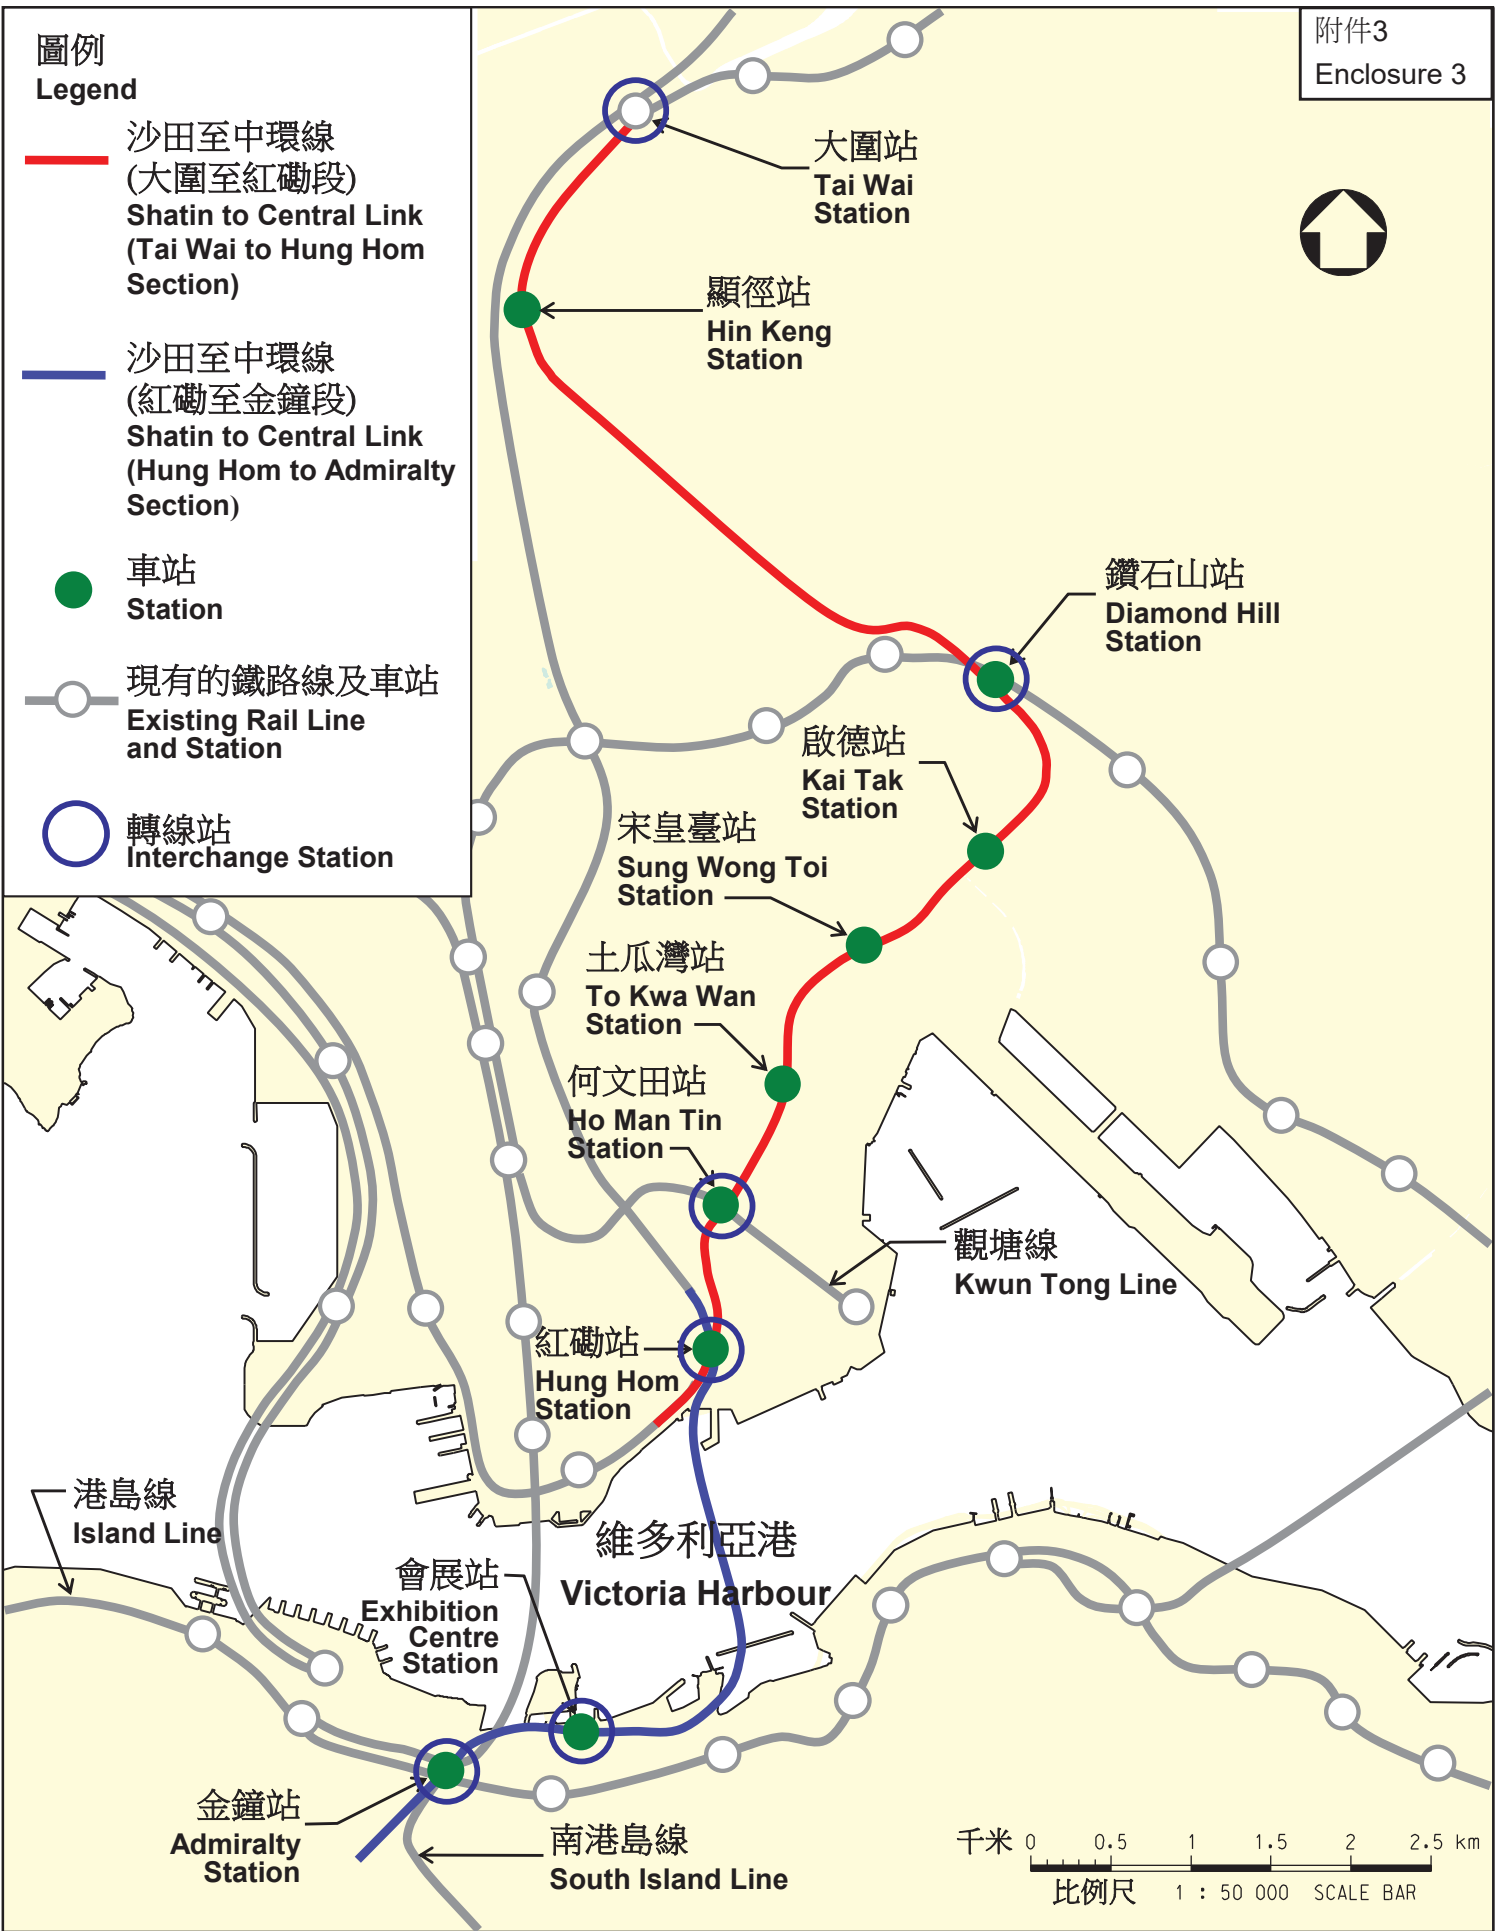 圖例
Legend
沙田至中環線
(大圍至紅磡段)
Shatin to Central Link
(Tai Wai to Hung Hom
Section)
沙田至中環線
(紅磡至金鐘段)
Shatin to Central Link
(Hung Hom to Admiralty
Section)
車站
Station
現有的鐵路線及車站
Existing Rail Line
and Station
轉線站
Interchange Station
附件3
Enclosure 3
大圍站
Tai Wai
Station
顯徑站
Hin Keng
Station
鑽石山站
Diamond Hill
Station
啟德站
Kai Tak
Station
宋皇臺站
Sung Wong Toi
Station
土瓜灣站
To Kwa Wan
Station
何文田站
Ho Man Tin
Station
觀塘線
Kwun Tong Line
紅磡站
Hung Hom
Station
港島線
Island Line
維多利亞港
Victoria Harbour
會展站
Exhibition
Centre
Station
金鐘站
Admiralty
Station
南港島線
South Island Line
千米 0 0.5 1 1.5 2 2.5 km
比例尺 1 : 50 000 SCALE BAR